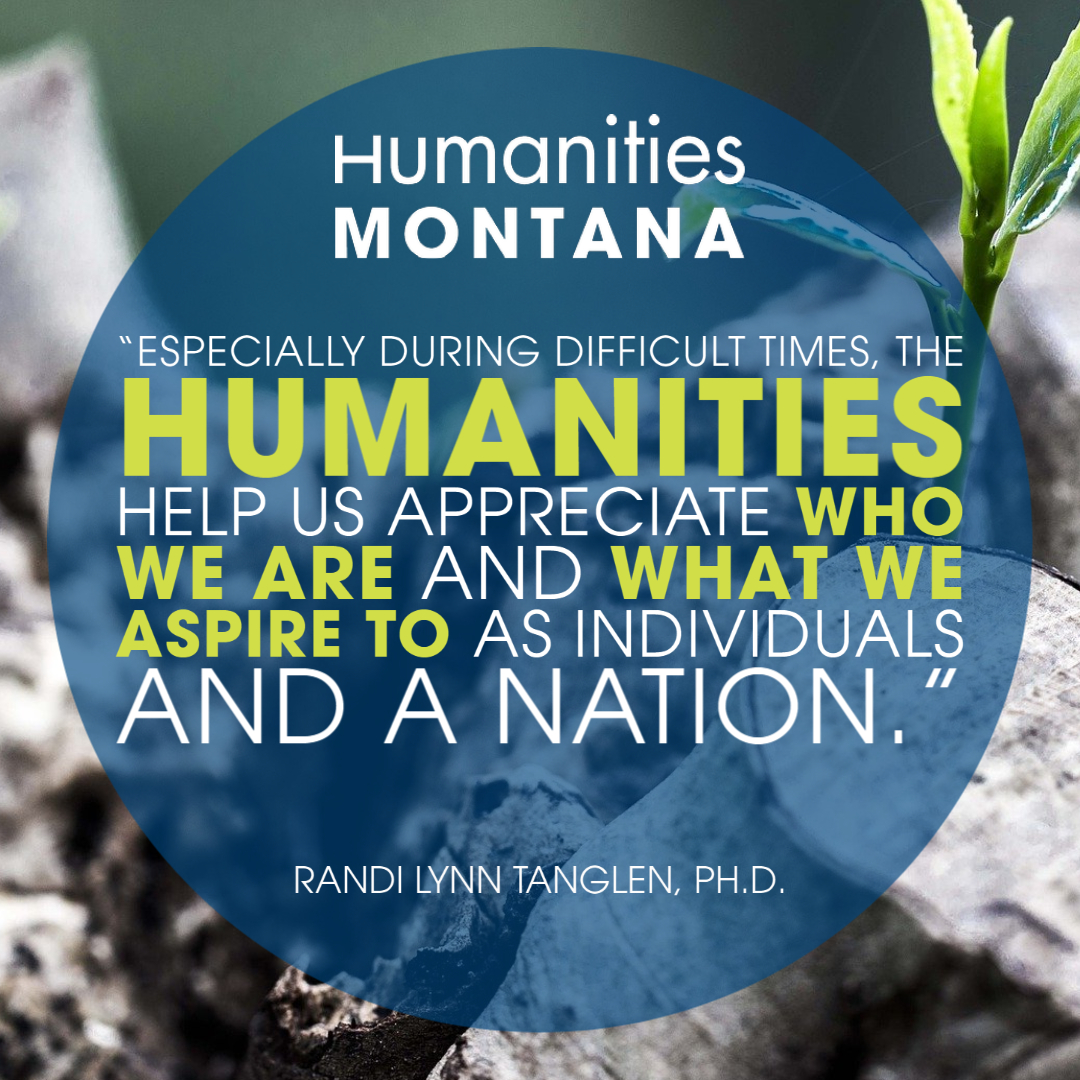 Humanities
MONTANA
“ESPECIALLY DURING DIFFICULT TIMES, THE
HUMANITIES
HELP US APPRECIATE WHO
WE ARE AND WHAT WE
ASPIRE TO AS INDIVIDUALS
AND A NATION.”
RANDI LYNN TANGLEN, PH.D.